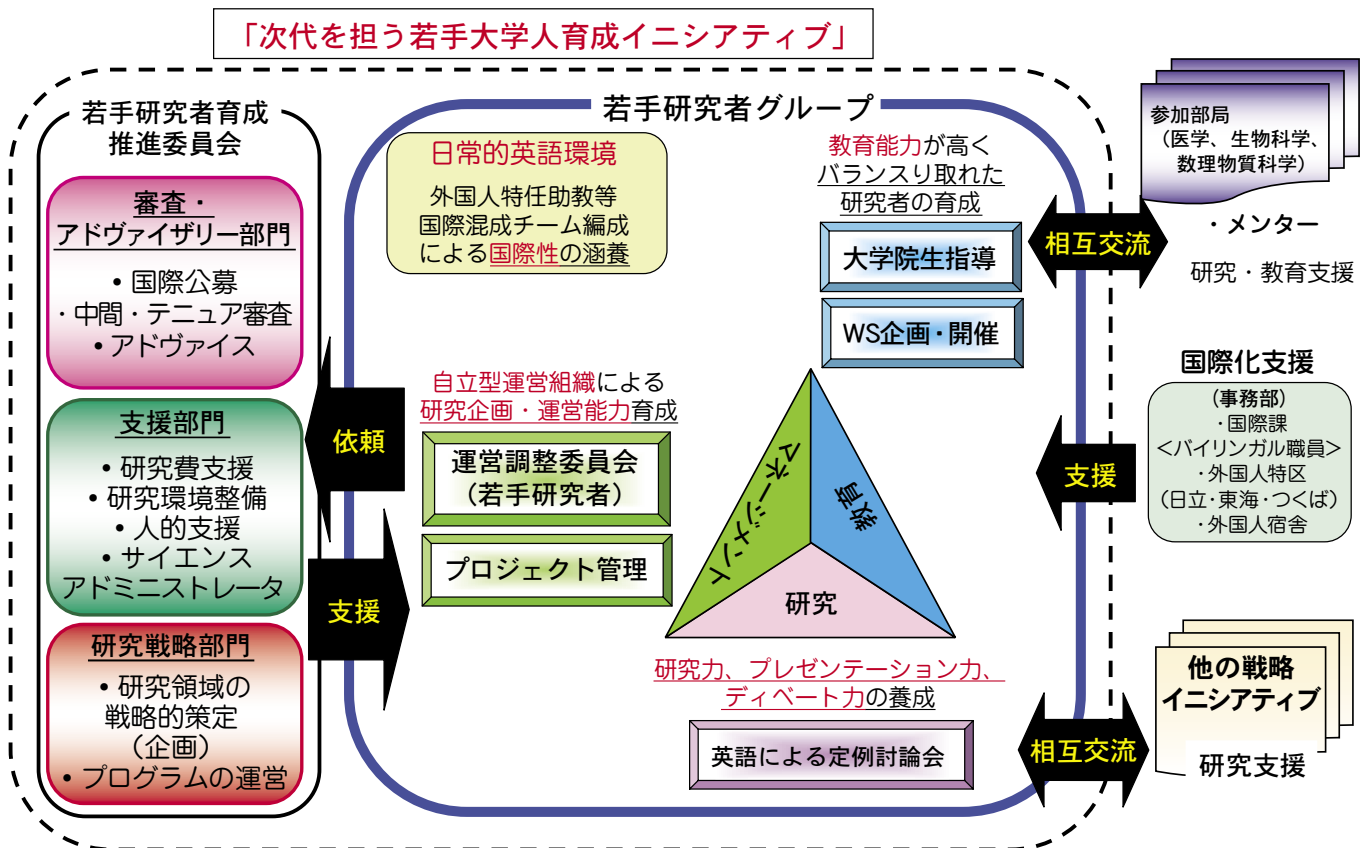 「次代を担う若手大学人育成イニシアティブ」
若手研究者育成
推進委員会
審査・
アドヴァイザリー部門
• 国際公募
・中間・テニュア審査
• アドヴァイス
支援部門
• 研究費支援
• 研究環境整備
• 人的支援
• サイエンス
アドミニストレータ
研究戦略部門
• 研究領域の
戦略的策定
(企画)
• プログラムの運営
依頼
支援
若手研究者グループ
日常的英語環境
外国人特任助教等
国際混成チーム編成
による国際性の涵養
教育能力が高く
バランスり取れた
研究者の育成
大学院生指導
WS企画・開催
自立型運営組織による
研究企画・運営能力育成
運営調整委員会
(若手研究者)
プロジェクト管理
マネージメント
教育
研究
研究力、プレゼンテーション力、
ディベート力の養成
英語による定例討論会
相互交流
支援
相互交流
参加部局
(医学、生物科学、
数理物質科学)
・メンター
研究・教育支援
国際化支援
(事務部)
・国際課
<バイリンガル職員>
・外国人特区
(日立・東海・つくば)
・外国人宿舎
他の戦略
イニシアティブ
研究支援